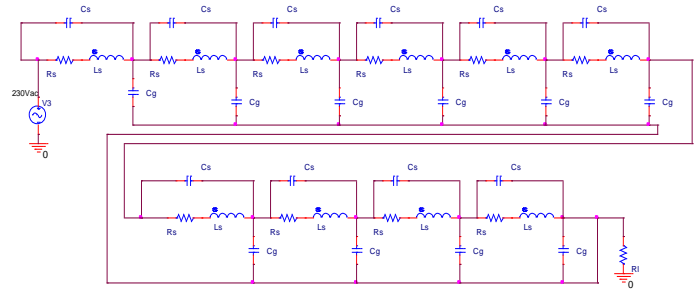 Cs Cs Cs Cs Cs Cs
Rs Ls Rs Ls Rs Ls Rs Ls Rs Ls Rs Ls
230Vac
V3
Cg Cg Cg Cg Cg Cg
0
Cs Cs Cs Cs
Rs Ls Rs Ls Rs Ls Rs Ls
Cg Cg Cg Cg
Rl
0